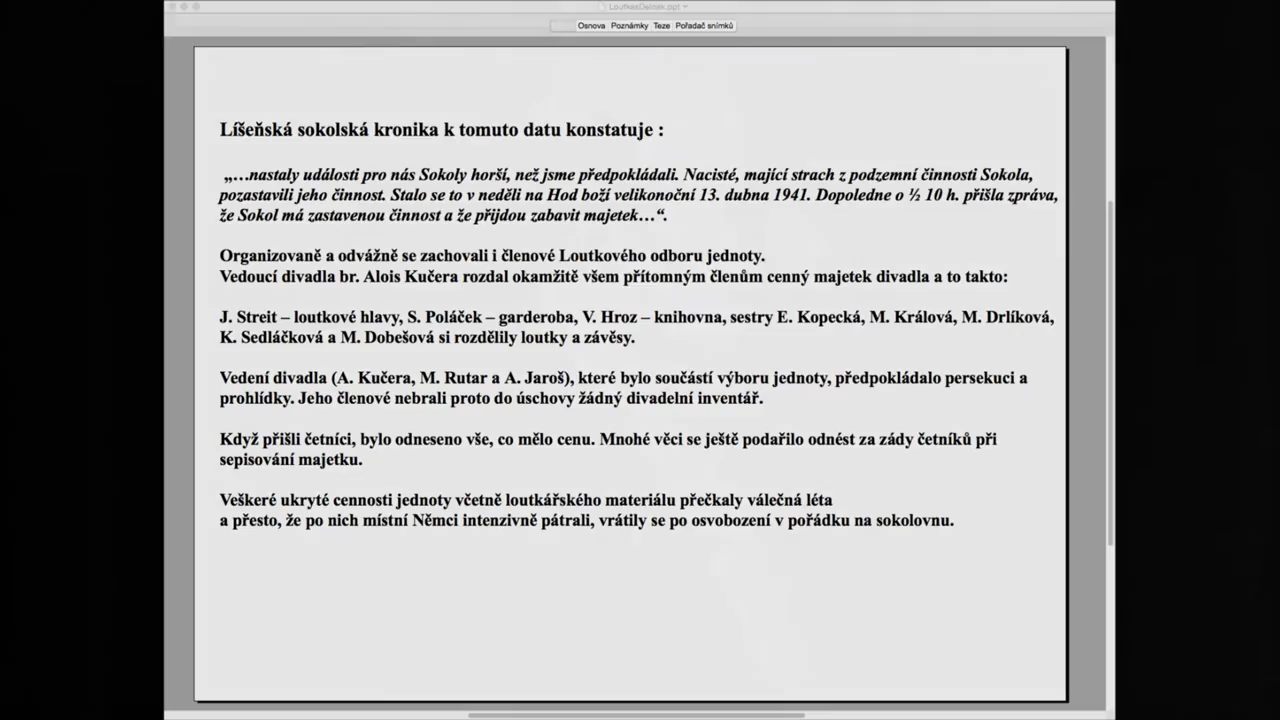 Osnova Poznámky Teze Pořadač snímků
Líšeňská sokolská kronika k tomuto datu konstatuje :
„…nastaly události pro nás Sokoly horší, než jsme předpokládali. Nacisté, mající strach z podzemní činnosti Sokola,
pozastavili jeho činnost. Stalo se to v neděli na Hod boží velikonoční 13. dubna 1941. Dopoledne o ½ 10 h. přišla zpráva,
že Sokol má zastavenou činnost a že přijdou zabavit majetek…“.
Organizovaně a odvážně se zachovali i členové Loutkového odboru jednoty.
Vedoucí divadla br. Alois Kučera rozdal okamžitě všem přítomným členům cenný majetek divadla a to takto:
J. Streit – loutkové hlavy, S. Poláček – garderoba, V. Hroz – knihovna, sestry E. Kopecká, M. Králová, M. Drlíková,
K. Sedláčková a M. Dobešová si rozdělily loutky a závěsy.
Vedení divadla (A. Kučera, M. Rutar a A. Jaroš), které bylo součástí výboru jednoty, předpokládalo persekuci a
prohlídky. Jeho členové nebrali proto do úschovy žádný divadelní inventář.
Když přišli četníci, bylo odneseno vše, co mělo cenu. Mnohé věci se ještě podařilo odnést za zády četníků při
sepisování majetku.
Veškeré ukryté cennosti jednoty včetně loutkářského materiálu přečkaly válečná léta
a přesto, že po nich místní Němci intenzivně pátrali, vrátily se po osvobození v pořádku na sokolovnu.